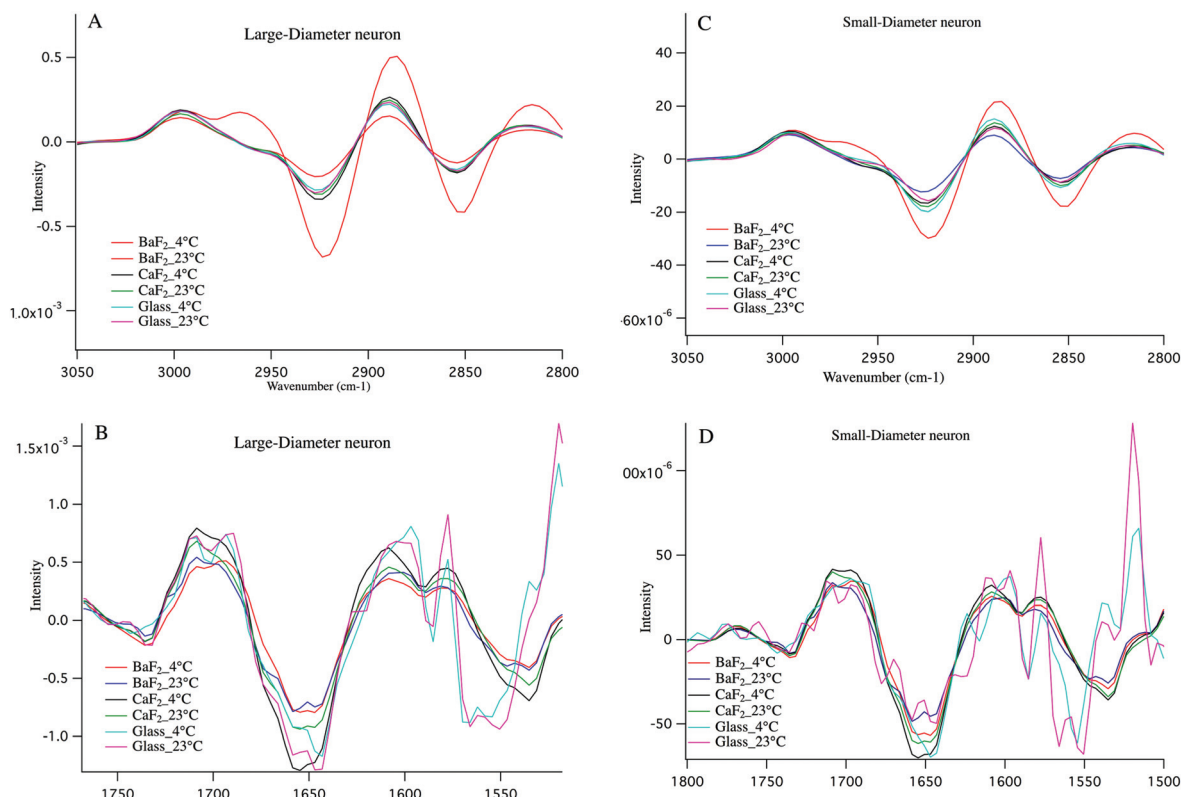 A
Large-Diameter neuron
0.5
0.0
-0.5
1.0x10-3
Intensity
BaF2_4°C
BaF2_23°C
CaF2_4°C
CaF2_23°C
Glass_4°C
Glass_23°C
3050 3000 2950 2900 2850 2800
Wavenumber (cm-1)
C
Small-Diameter neuron
40
20
0
-20
-40
-60x10-6
Intensity
BaF2_4°C
BaF2_23°C
CaF2_4°C
CaF2_23°C
Glass_4°C
Glass_23°C
3050 3000 2950 2900 2850 2800
Wavenumber (cm-1)
B
Large-Diameter neuron
1.5x10-3
1.0
0.5
0.0
-0.5
-1.0
Intensity
BaF2_4°C
BaF2_23°C
CaF2_4°C
CaF2_23°C
Glass_4°C
Glass_23°C
1750 1700 1650 1600 1550
D
Small-Diameter neuron
00x10-6
50
0
-50
Intensity
BaF2_4°C
BaF2_23°C
CaF2_4°C
CaF2_23°C
Glass_4°C
Glass_23°C
1800 1750 1700 1650 1600 1550 1500